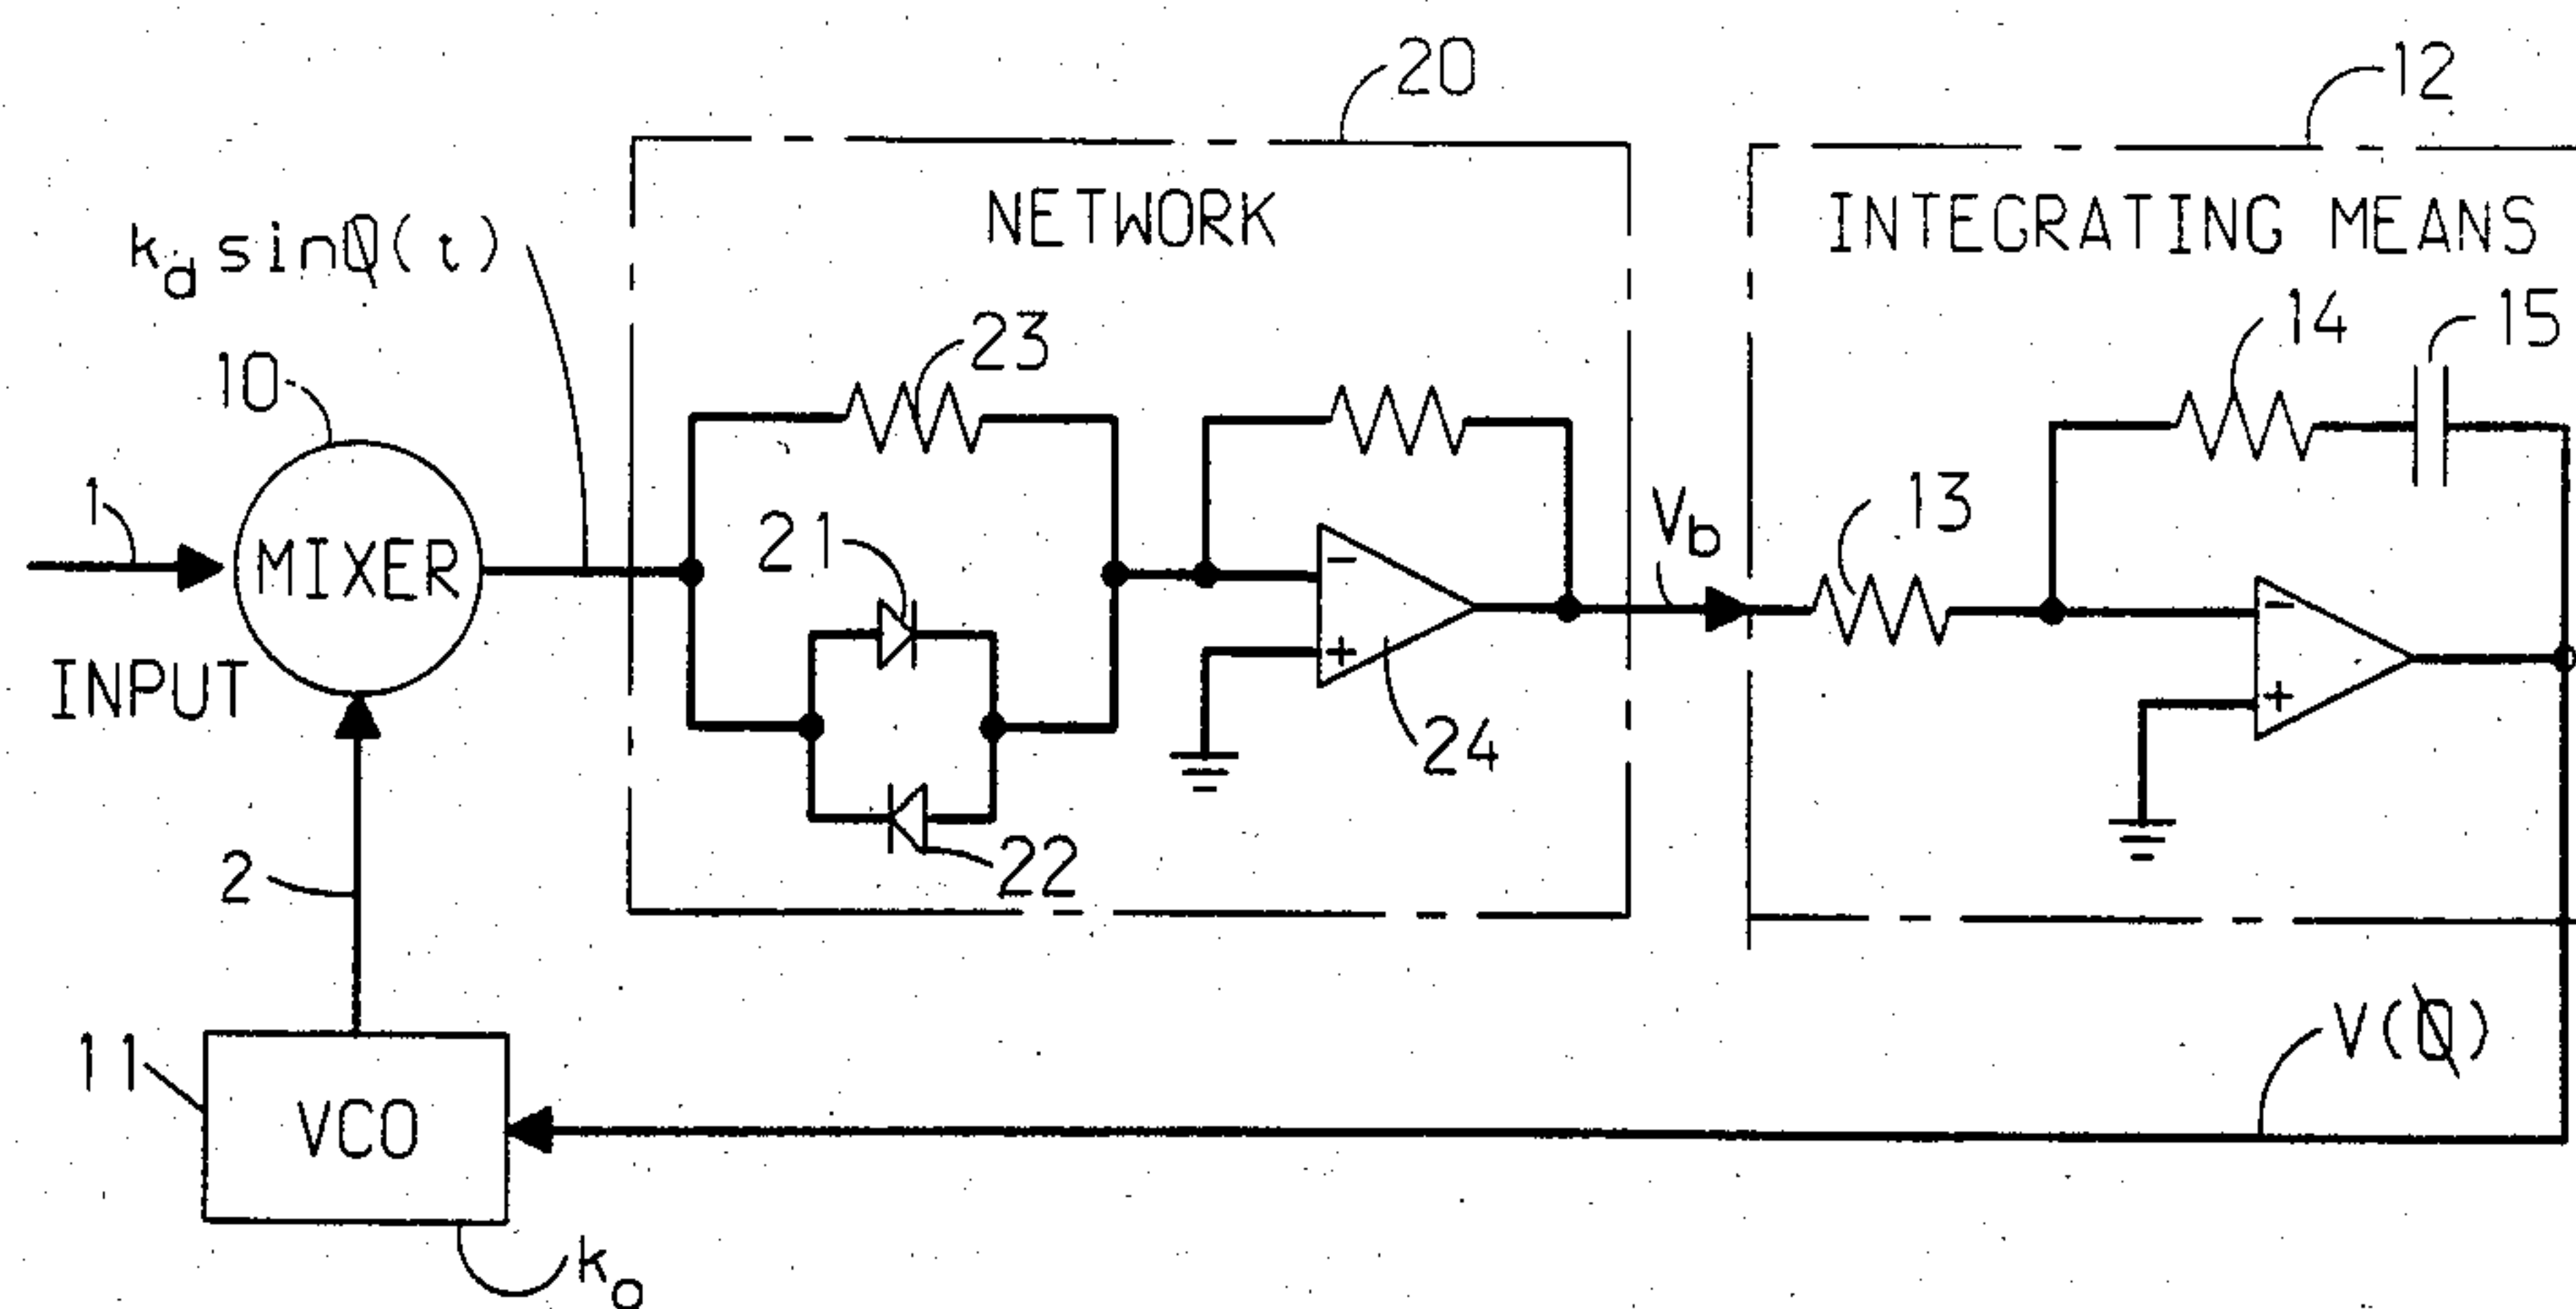 20
12
NETWORK
INTEGRATING MEANS
k_d sinØ(t)
23
14
15
10
1
21
V_b
13
MIXER
-
+
-
+
INPUT
24
22
2
11
VCO
V(Ø)
k_o